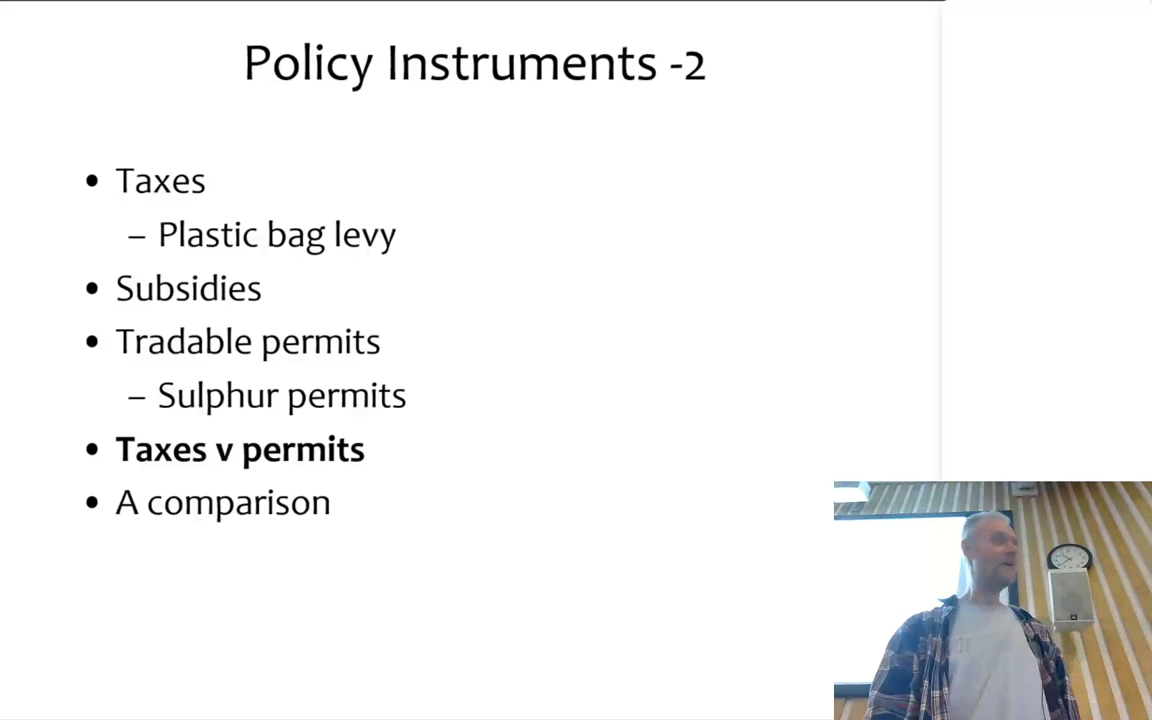 Policy Instruments -2
• Taxes
– Plastic bag levy
• Subsidies
• Tradable permits
– Sulphur permits
• Taxes v permits
• A comparison